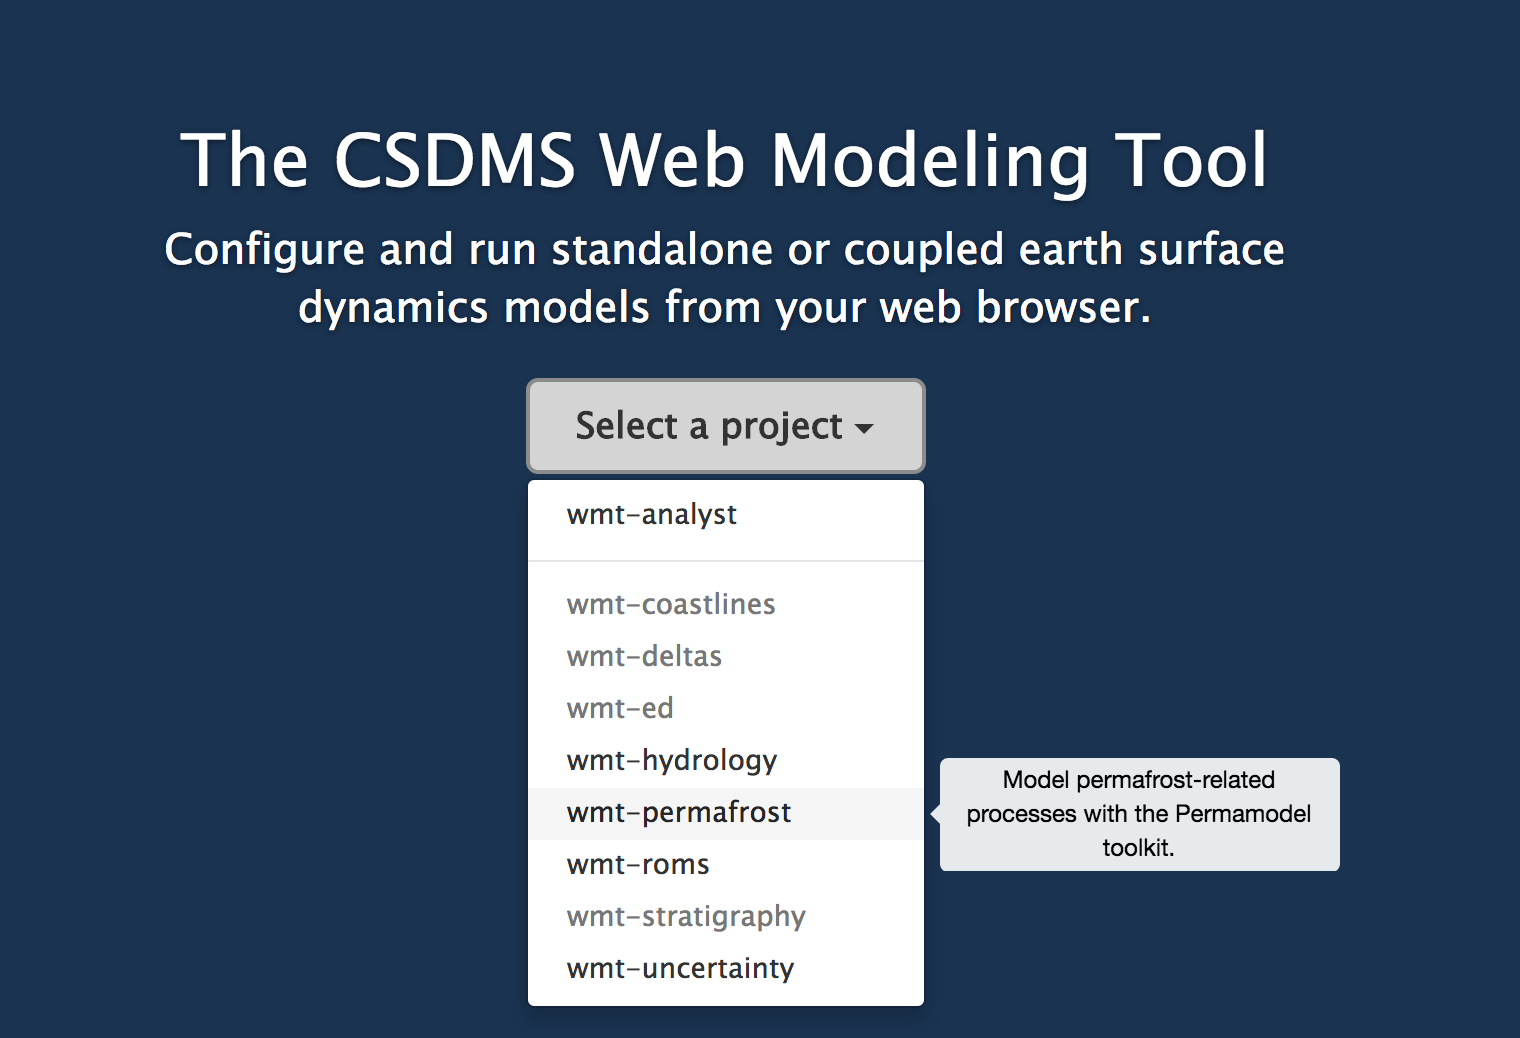 The CSDMS Web Modeling Tool
Configure and run standalone or coupled earth surface
dynamics models from your web browser.
Select a project
wmt-analyst
wmt-coastlines
wmt-deltas
wmt-ed
wmt-hydrology
wmt-permafrost
Model permafrost-related
processes with the Permamodel
toolkit.
wmt-roms
wmt-stratigraphy
wmt-uncertainty